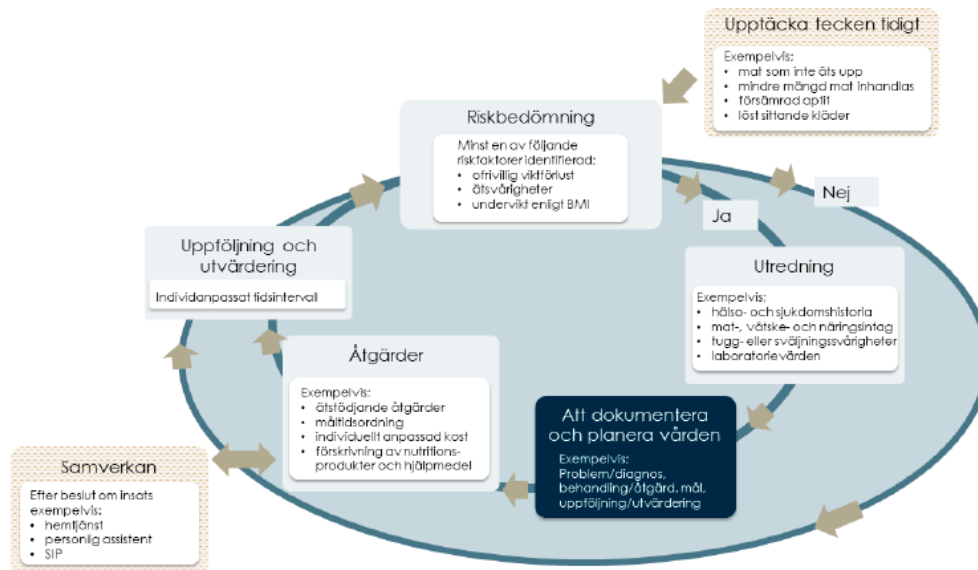 Upptäcka tecken tidigt
Exempelvis:
• mat som inte äts upp
• mindre mängd mat inhandlas
• försämrad aptit
• löst sittande kläder
Riskbedömning
Minst en av följande
riskfaktorer identifierad:
• ofrivillig viktförlust
• ätsvårigheter
• undervikt enligt BMI
Nej
Ja
Utredning
Exempelvis:
• hälso- och sjukdomshistoria
• mat-, vätske- och näringsintag
• tugg- eller sväljningssvårigheter
• laboratorievärden
Att dokumentera
och planera vården
Exempelvis:
Problem/diagnos,
behandling/åtgärd, mål,
uppföljning/utvärdering
Åtgärder
Exempelvis:
• ätstödjande åtgärder
• måltidsordning
• individuellt anpassad kost
• förskrivning av nutritions-
produkter och hjälpmedel
Uppföljning och
utvärdering
Individanpassat tidsintervall
Samverkan
Efter beslut om insats
exempelvis:
• hemtjänst
• personlig assistent
• SIP